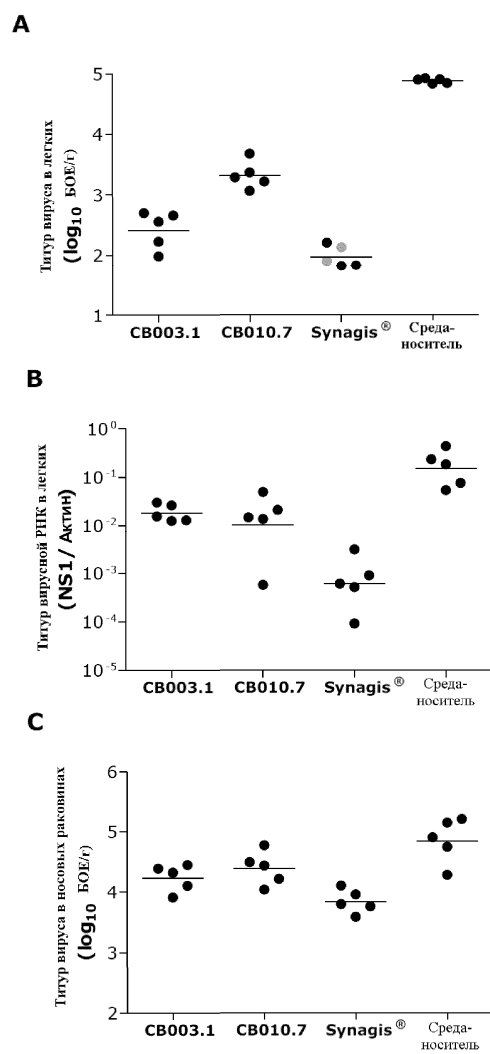 A
Титур вируса в легких
(log10 БОЕ/г)
5
4
3
2
1
CB003.1 CB010.7 Synagis® Среда-
носитель
B
Титур вирусной РНК в легких
(NS1/Актин)
10⁰
10⁻¹
10⁻²
10⁻³
10⁻⁴
10⁻⁵
CB003.1 CB010.7 Synagis® Среда-
носитель
C
Титур вируса в носовых раковинах
(log10 БОЕ/г)
6
5
4
3
2
CB003.1 CB010.7 Synagis® Среда-
носитель